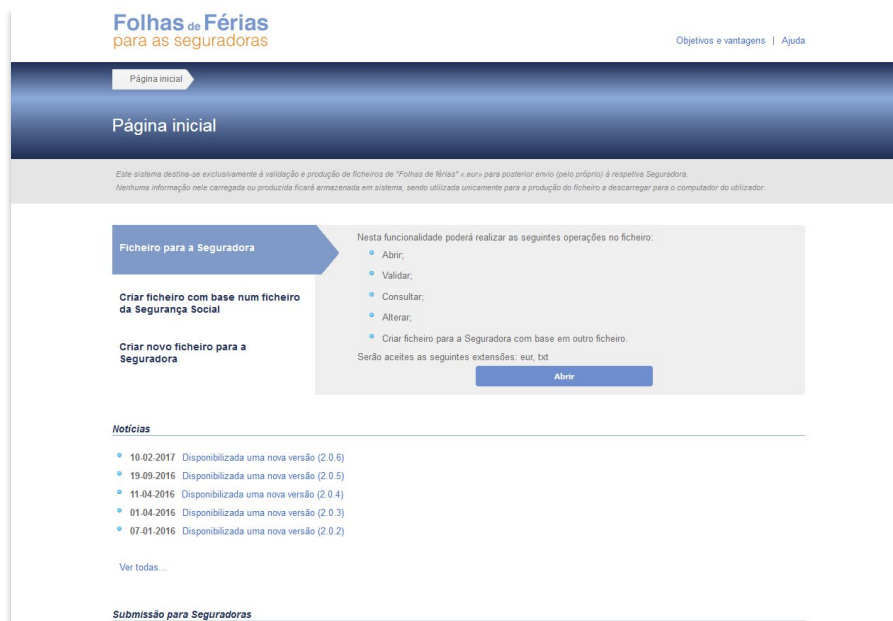 Folhas de Férias
para as seguradoras
Objetivos e vantagens | Ajuda
Página inicial
Página inicial
Este sistema destina-se exclusivamente à validação e produção de ficheiros de "Folhas de férias" «.eur» para posterior envio (pelo próprio) à respetiva Seguradora.
Nenhuma informação nele carregada ou produzida ficará armazenada em sistema, sendo utilizada unicamente para a produção do ficheiro a descarregar para o computador do utilizador.
Ficheiro para a Seguradora
Criar ficheiro com base num ficheiro
da Segurança Social
Criar novo ficheiro para a
Seguradora
Nesta funcionalidade poderá realizar as seguintes operações no ficheiro:
Abrir;
Validar;
Consultar;
Alterar;
Criar ficheiro para a Seguradora com base em outro ficheiro.
Serão aceites as seguintes extensões: eur, txt
Abrir
Notícias
10-02-2017 Disponibilizada uma nova versão (2.0.6)
19-09-2016 Disponibilizada uma nova versão (2.0.5)
11-04-2016 Disponibilizada uma nova versão (2.0.4)
01-04-2016 Disponibilizada uma nova versão (2.0.3)
07-01-2016 Disponibilizada uma nova versão (2.0.2)
Ver todas...
Submissão para Seguradoras